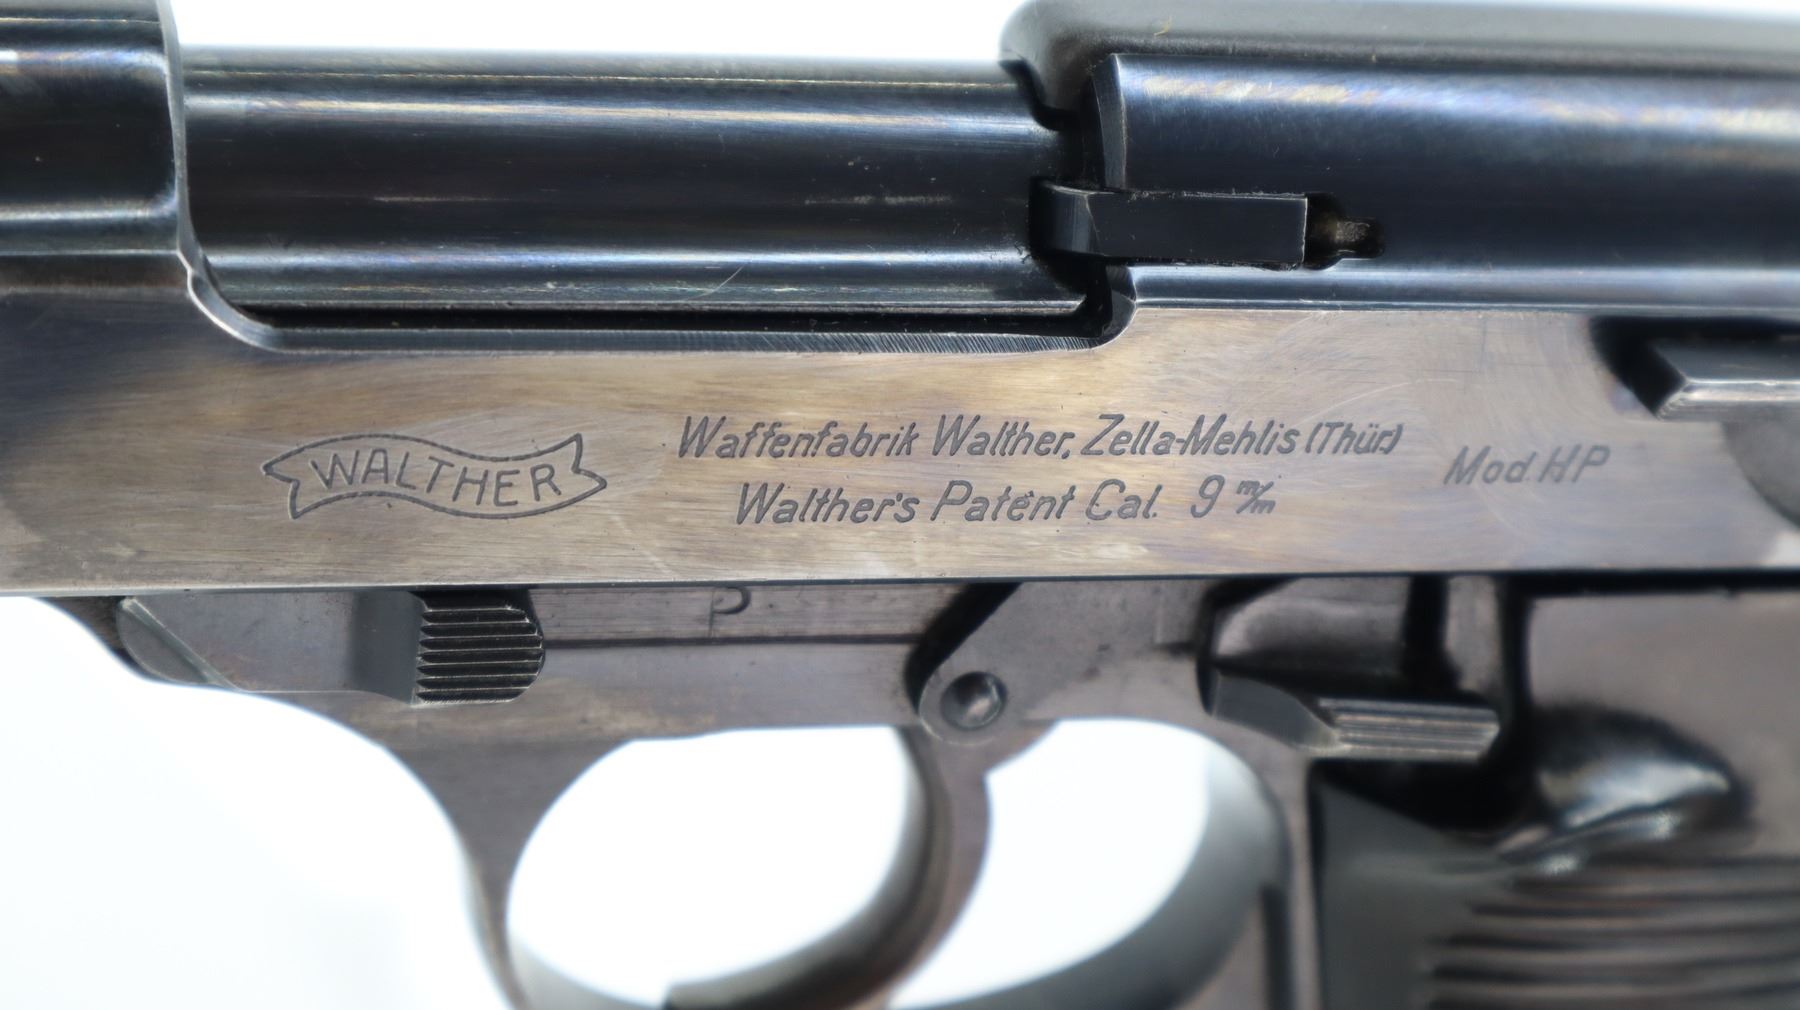 WALTHER
Waffenfabrik Walther, Zella-Mehlis (Thür.)
Walther's Patent Cal. 9 m/m
Mod. HP
P